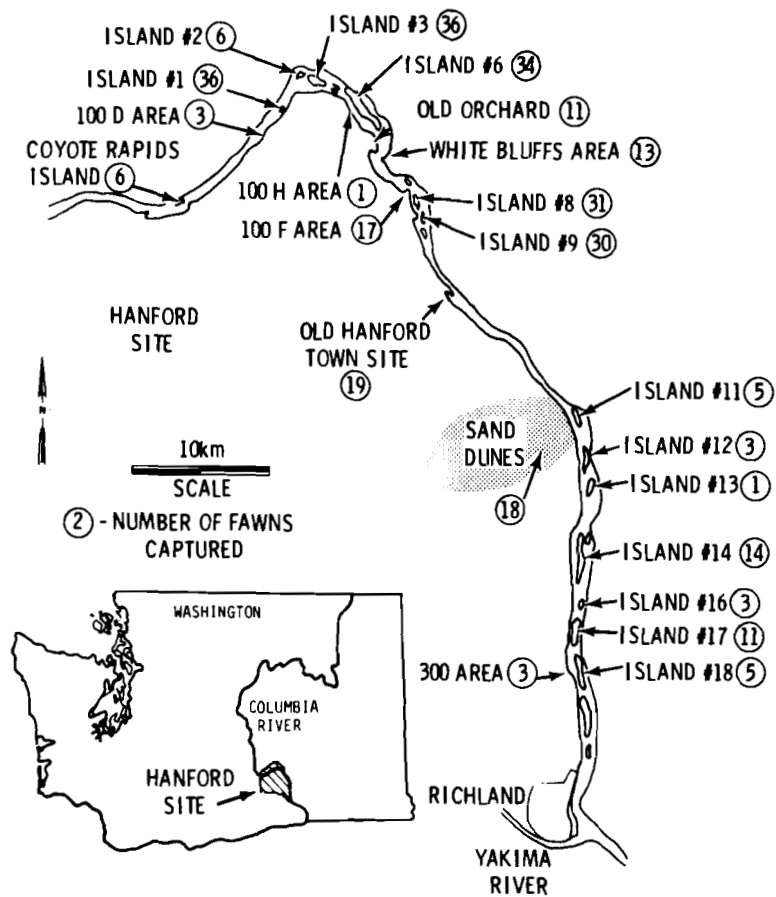 ISLAND #3 36
ISLAND #2 6
ISLAND #6 34
ISLAND #1 36
OLD ORCHARD 11
100 D AREA 3
COYOTE RAPIDS
ISLAND 6
WHITE BLUFFS AREA 13
100 H AREA 1
ISLAND #8 31
100 F AREA 17
ISLAND #9 30
HANFORD
SITE
OLD HANFORD
TOWN SITE
19
N
ISLAND #11 5
SAND
DUNES
18
ISLAND #12 3
ISLAND #13 1
10km
SCALE
2 - NUMBER OF FAWNS
CAPTURED
ISLAND #14 14
ISLAND #16 3
ISLAND #17 11
300 AREA 3
ISLAND #18 5
WASHINGTON
COLUMBIA
RIVER
HANFORD
SITE
RICHLAND
YAKIMA
RIVER